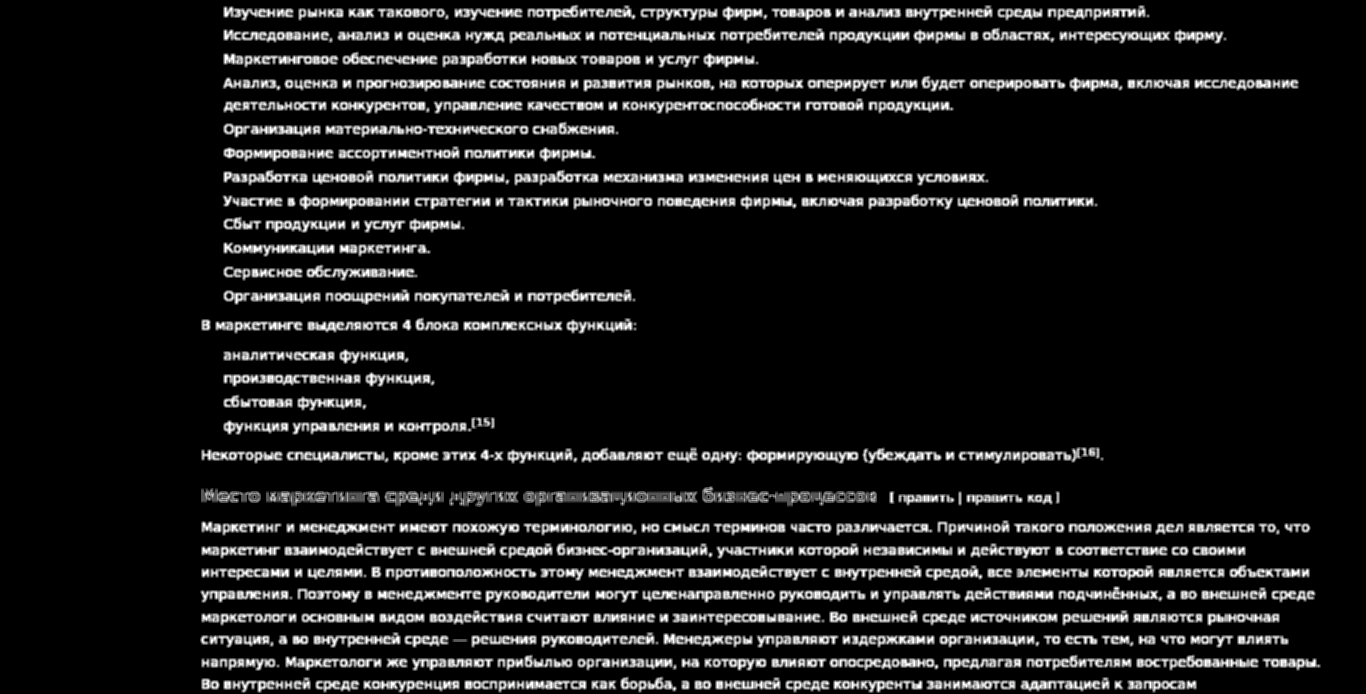 Изучение рынка как такового, изучение потребителей, структуры фирм, товаров и анализ внутренней среды предприятий.
Исследование, анализ и оценка нужд реальных и потенциальных потребителей продукции фирмы в областях, интересующих фирму.
Маркетинговое обеспечение разработки новых товаров и услуг фирмы.
Анализ, оценка и прогнозирование состояния и развития рынков, на которых оперирует или будет оперировать фирма, включая исследование
деятельности конкурентов, управление качеством и конкурентоспособности готовой продукции.
Организация материально-технического снабжения.
Формирование ассортиментной политики фирмы.
Разработка ценовой политики фирмы, разработка механизма изменения цен в меняющихся условиях.
Участие в формировании стратегии и тактики рыночного поведения фирмы, включая разработку ценовой политики.
Сбыт продукции и услуг фирмы.
Коммуникации маркетинга.
Сервисное обслуживание.
Организация поощрений покупателей и потребителей.
В маркетинге выделяются 4 блока комплексных функций:
аналитическая функция,
производственная функция,
сбытовая функция,
функция управления и контроля.[15]
Некоторые специалисты, кроме этих 4-х функций, добавляют ещё одну: формирующую (убеждать и стимулировать)[16].
Место маркетинга среди других организационных бизнес-процессов [ править | править код ]
Маркетинг и менеджмент имеют похожую терминологию, но смысл терминов часто различается. Причиной такого положения дел является то, что
маркетинг взаимодействует с внешней средой бизнес-организаций, участники которой независимы и действуют в соответствие со своими
интересами и целями. В противоположность этому менеджмент взаимодействует с внутренней средой, все элементы которой является объектами
управления. Поэтому в менеджменте руководители могут целенаправленно руководить и управлять действиями подчинённых, а во внешней среде
маркетологи основным видом воздействия считают влияние и заинтересовывание. Во внешней среде источником решений являются рыночная
ситуация, а во внутренней среде — решения руководителей. Менеджеры управляют издержками организации, то есть тем, на что могут влиять
напрямую. Маркетологи же управляют прибылью организации, на которую влияют опосредовано, предлагая потребителям востребованные товары.
Во внутренней среде конкуренция воспринимается как борьба, а во внешней среде конкуренты занимаются адаптацией к запросам